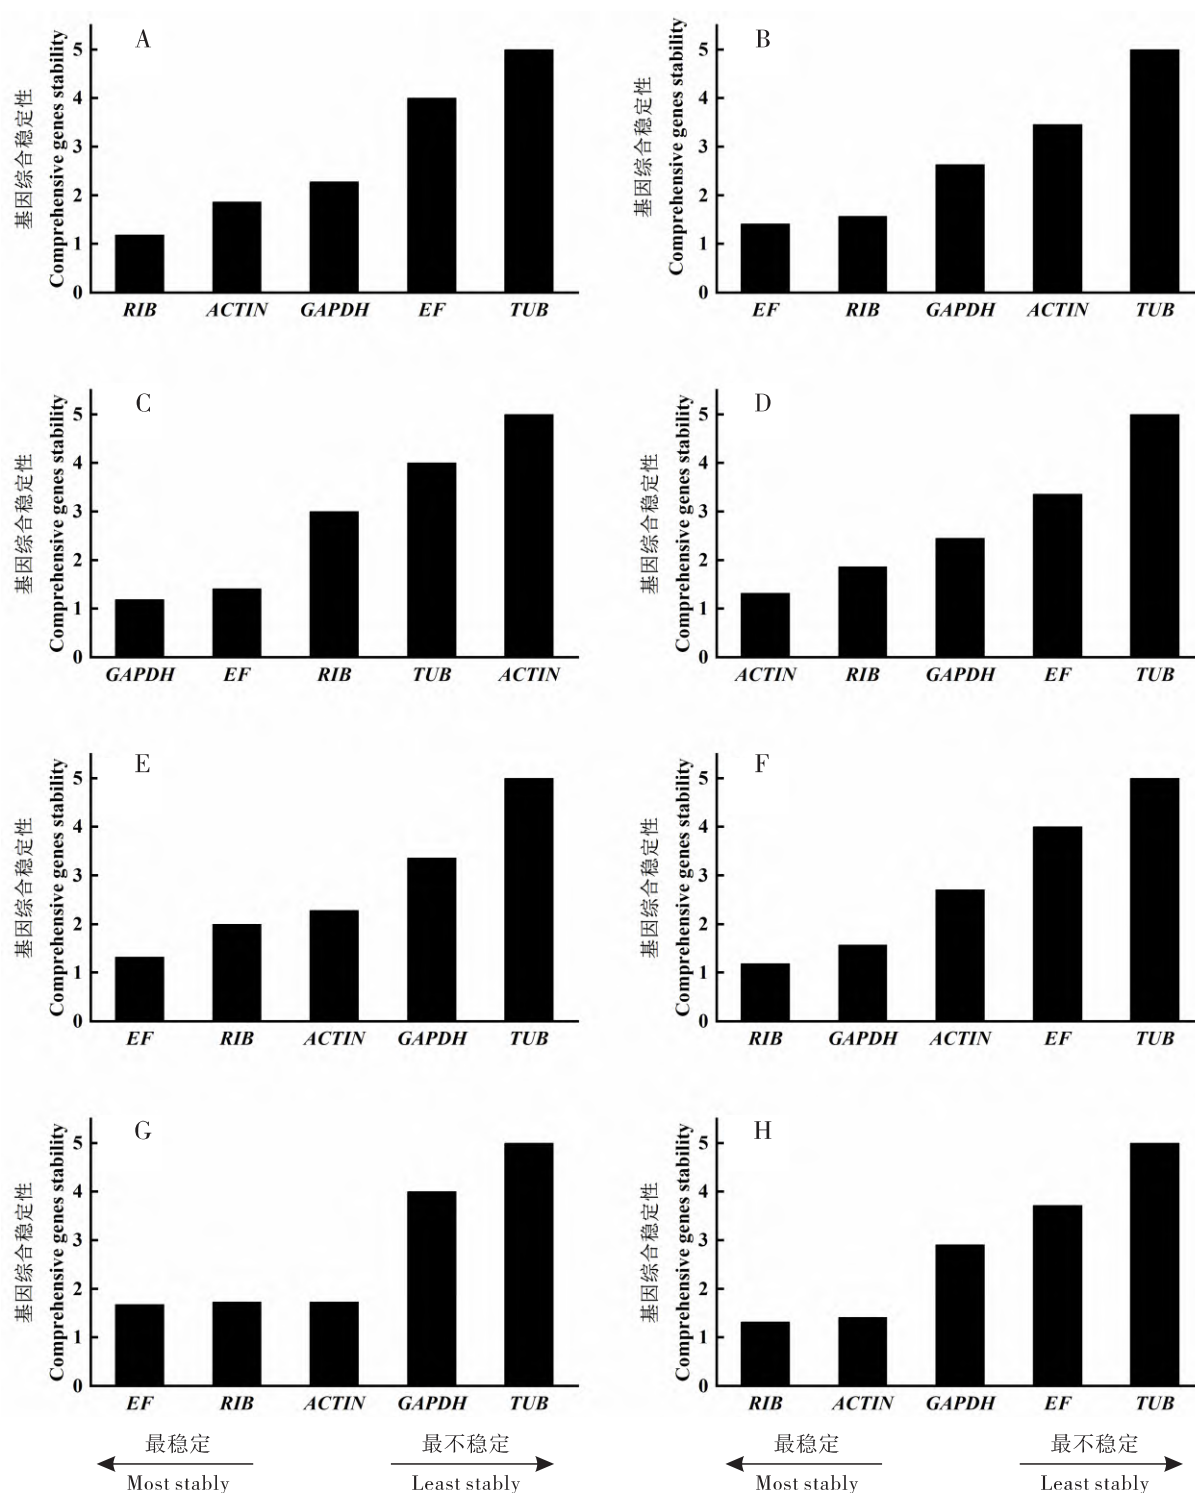 A
基因综合稳定性
Comprehensive genes stability
5
4
3
2
1
0
RIB ACTIN GAPDH EF TUB
B
基因综合稳定性
Comprehensive genes stability
5
4
3
2
1
0
EF RIB GAPDH ACTIN TUB
C
基因综合稳定性
Comprehensive genes stability
5
4
3
2
1
0
GAPDH EF RIB TUB ACTIN
D
基因综合稳定性
Comprehensive genes stability
5
4
3
2
1
0
ACTIN RIB GAPDH EF TUB
E
基因综合稳定性
Comprehensive genes stability
5
4
3
2
1
0
EF RIB ACTIN GAPDH TUB
F
基因综合稳定性
Comprehensive genes stability
5
4
3
2
1
0
RIB GAPDH ACTIN EF TUB
G
基因综合稳定性
Comprehensive genes stability
5
4
3
2
1
0
EF RIB ACTIN GAPDH TUB
H
基因综合稳定性
Comprehensive genes stability
5
4
3
2
1
0
RIB ACTIN GAPDH EF TUB
最稳定 最不稳定 最稳定 最不稳定
Most stably Least stably Most stably Least stably